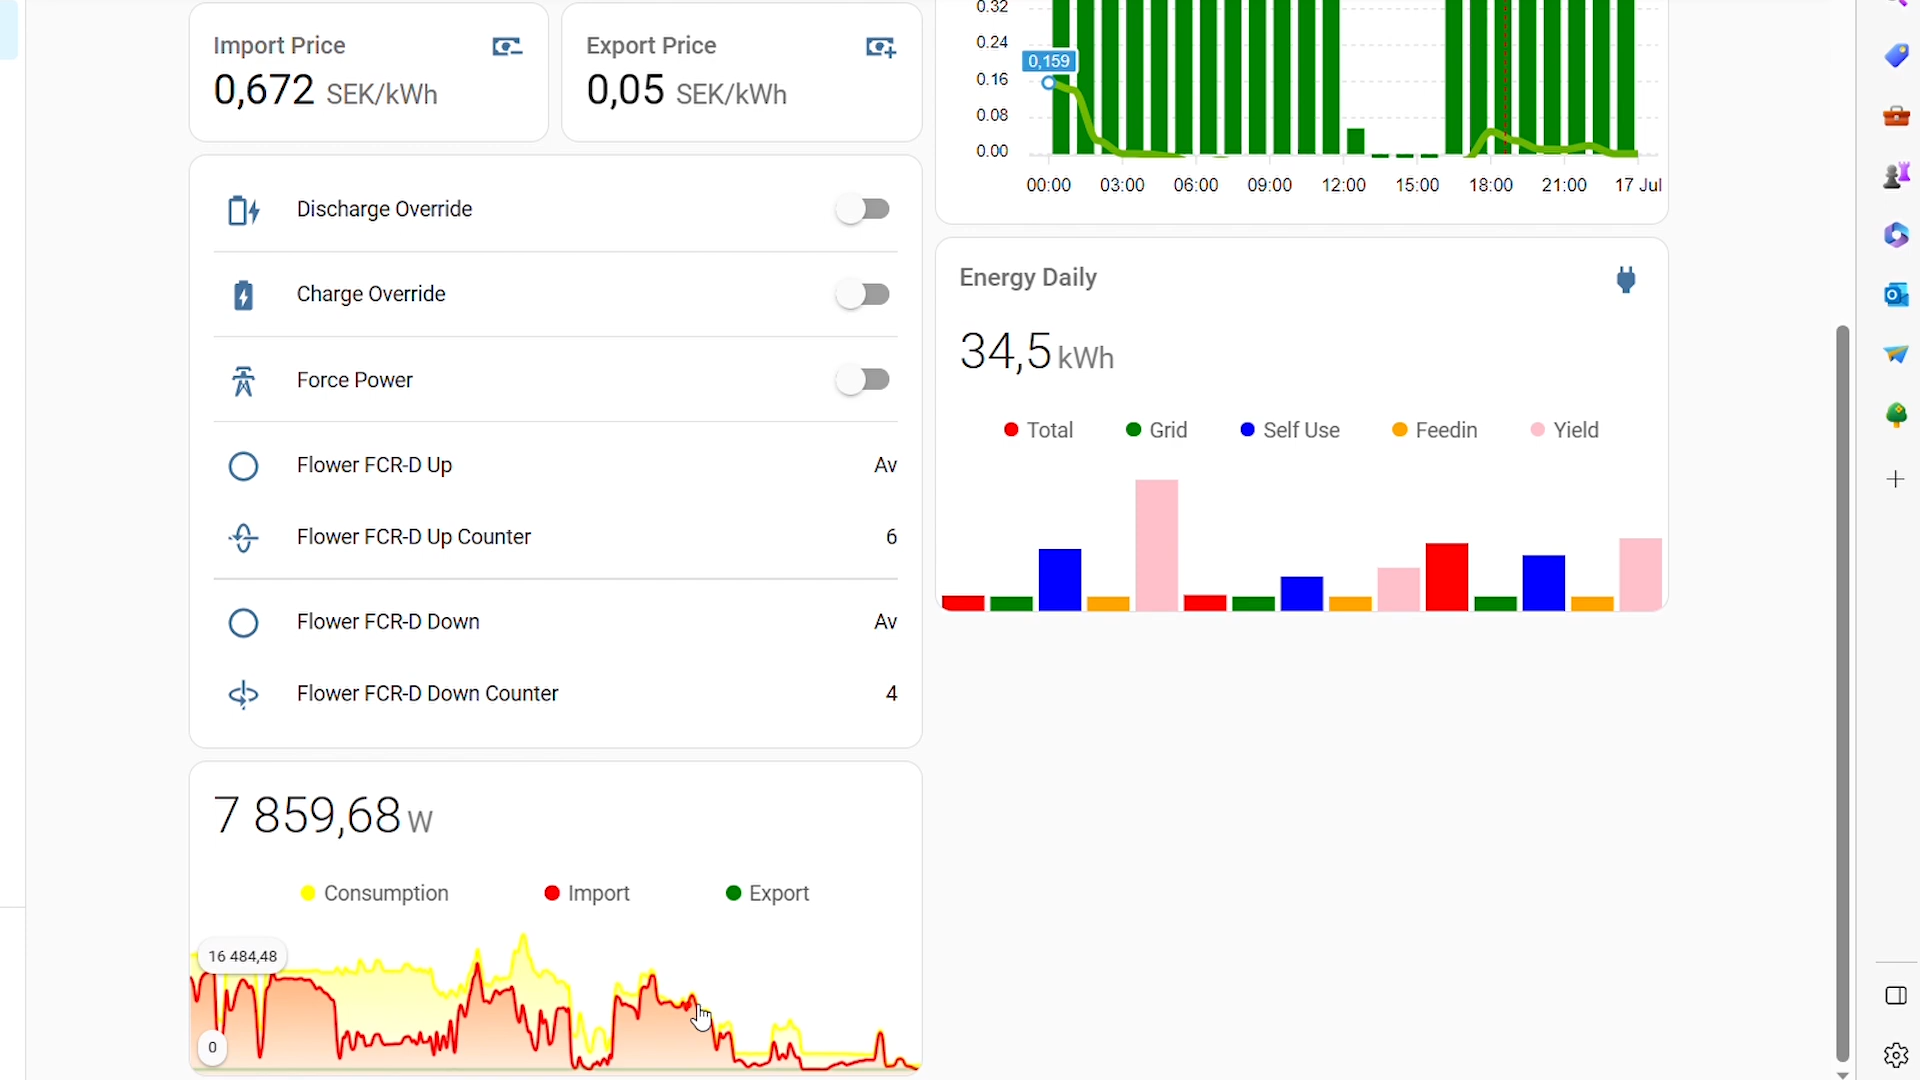 Import Price
0,672 SEK/kWh
Export Price
0,05 SEK/kWh
Discharge Override
Charge Override
Force Power
Flower FCR-D Up
Av
Flower FCR-D Up Counter
6
Flower FCR-D Down
Av
Flower FCR-D Down Counter
4
7 859,68 W
Consumption
Import
Export
16 484,48
0
0.32
0.24
0.16
0.08
0.00
0,159
00:00 03:00 06:00 09:00 12:00 15:00 18:00 21:00 17 Jul
Energy Daily
34,5 kWh
Total
Grid
Self Use
Feedin
Yield